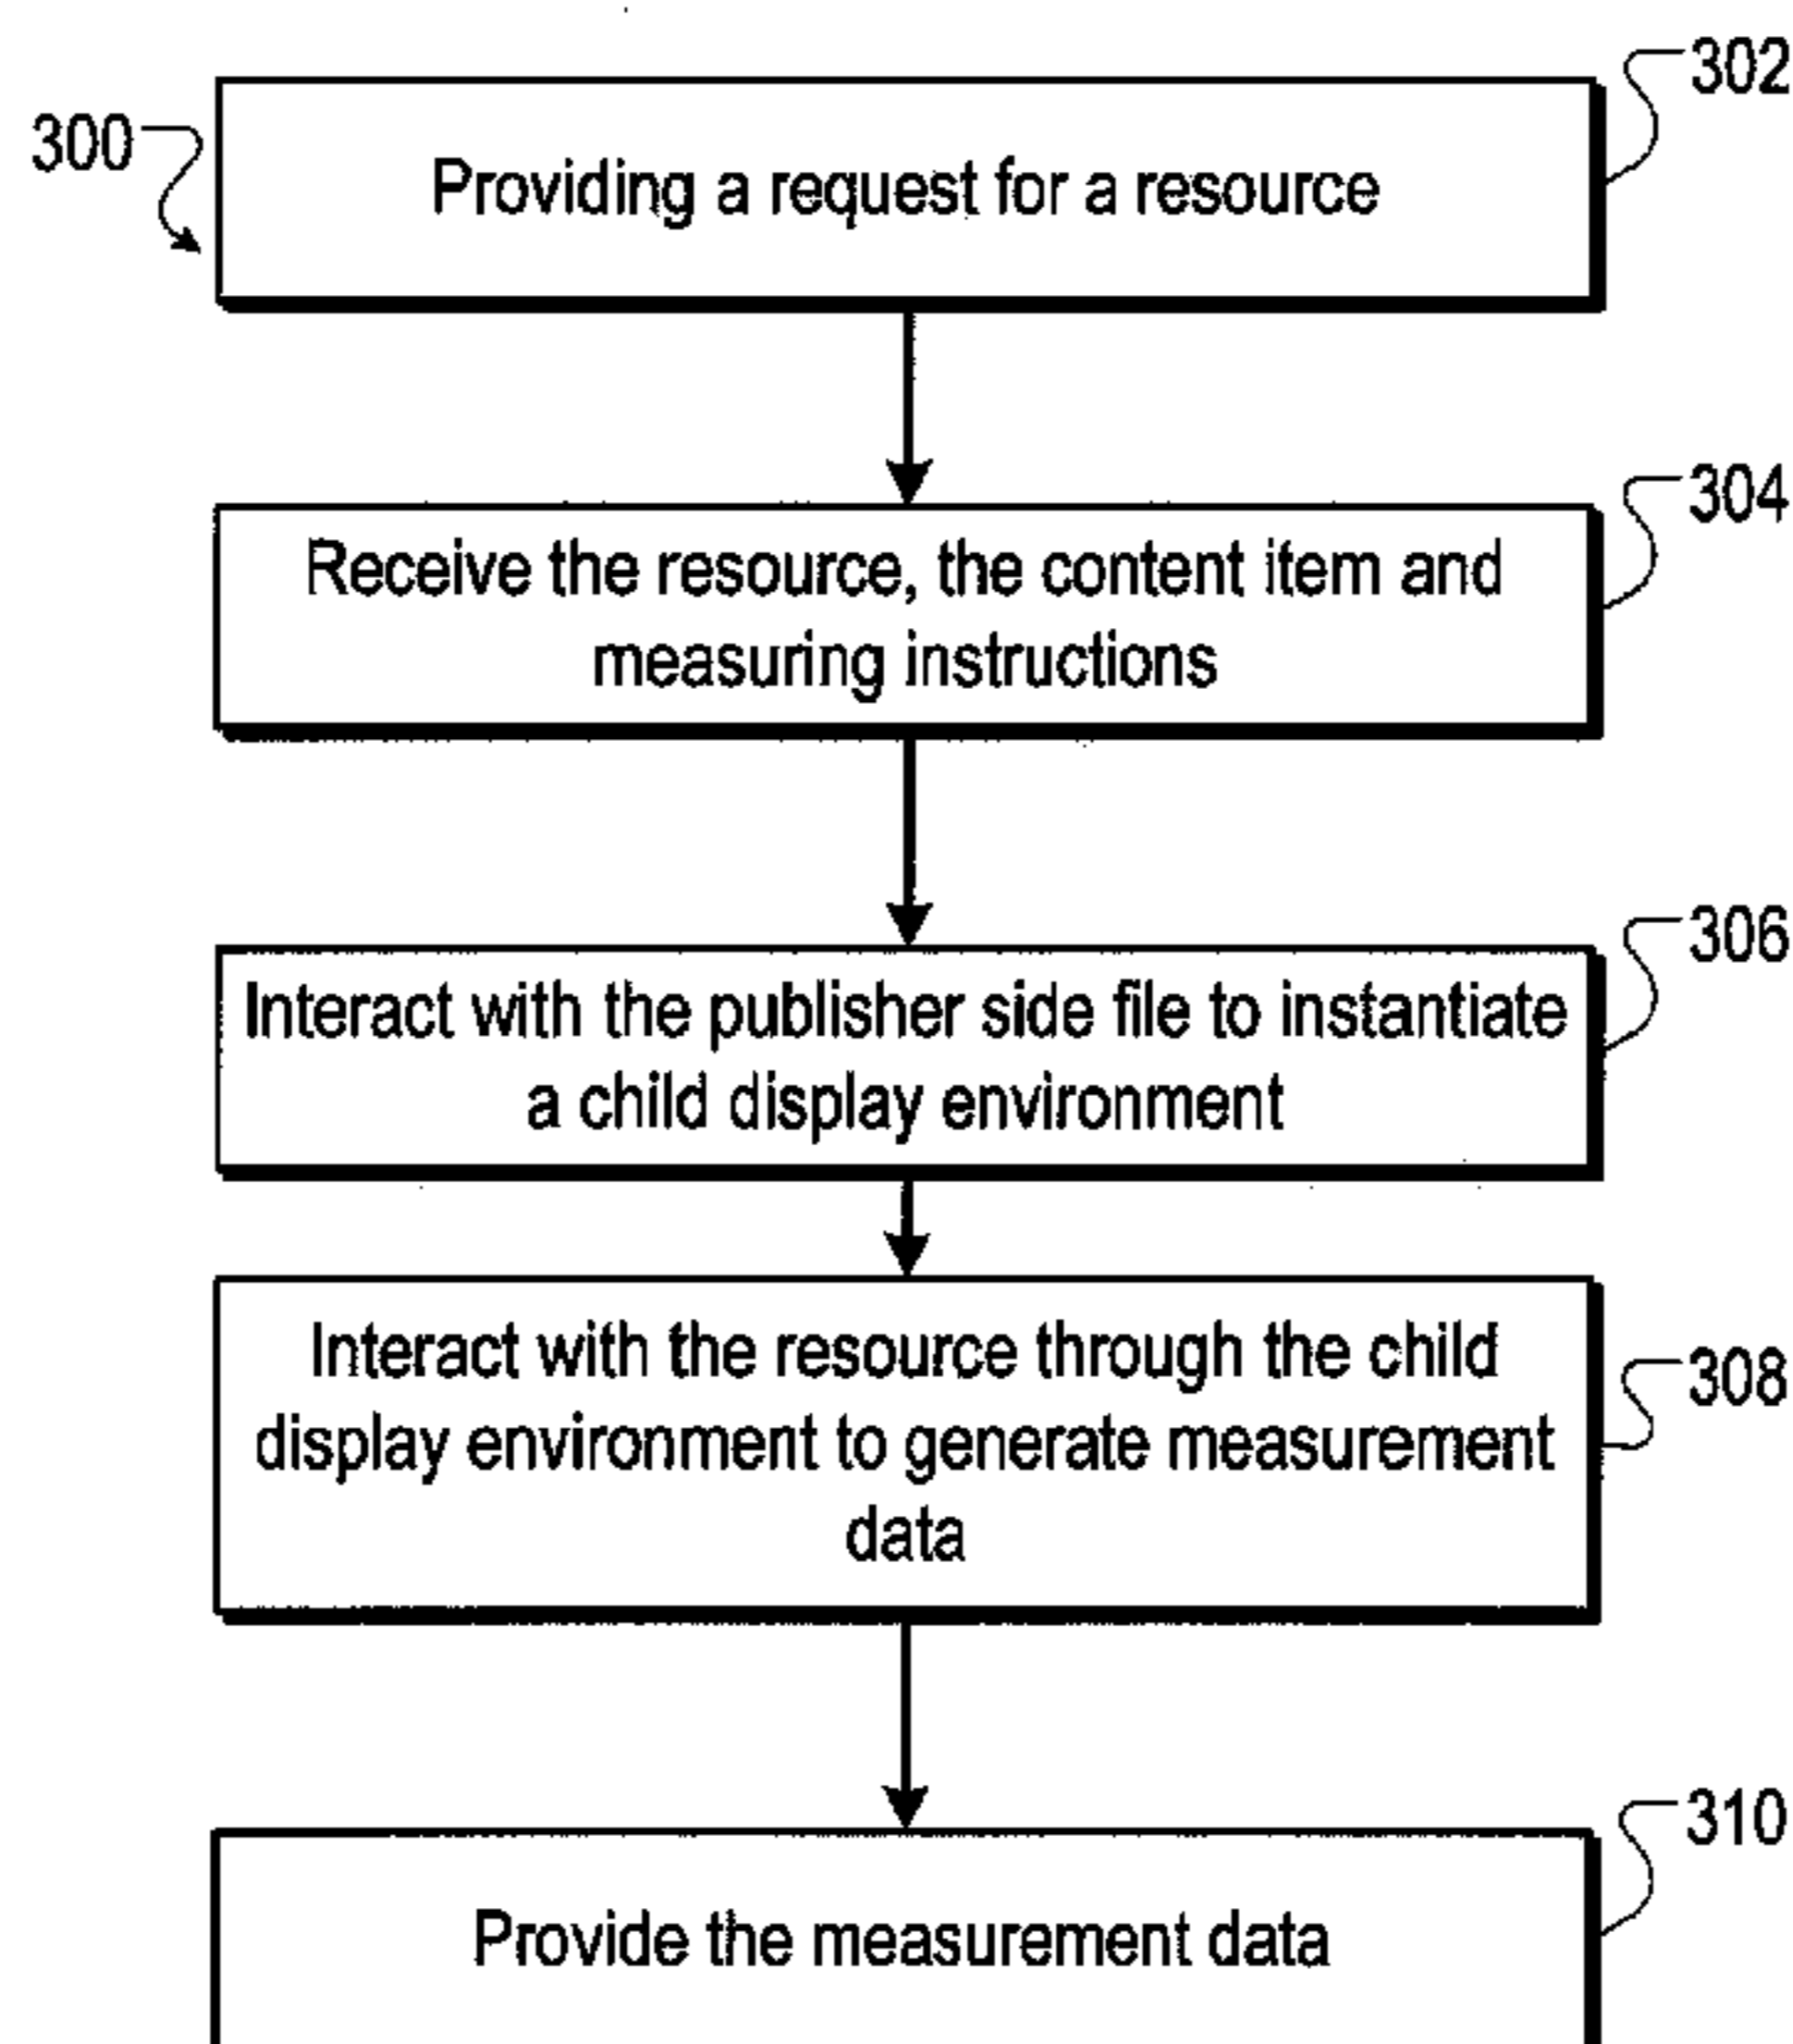 302
300
Providing a request for a resource
304
Receive the resource, the content item and
measuring instructions
306
Interact with the publisher side file to instantiate
a child display environment
308
Interact with the resource through the child
display environment to generate measurement
data
310
Provide the measurement data